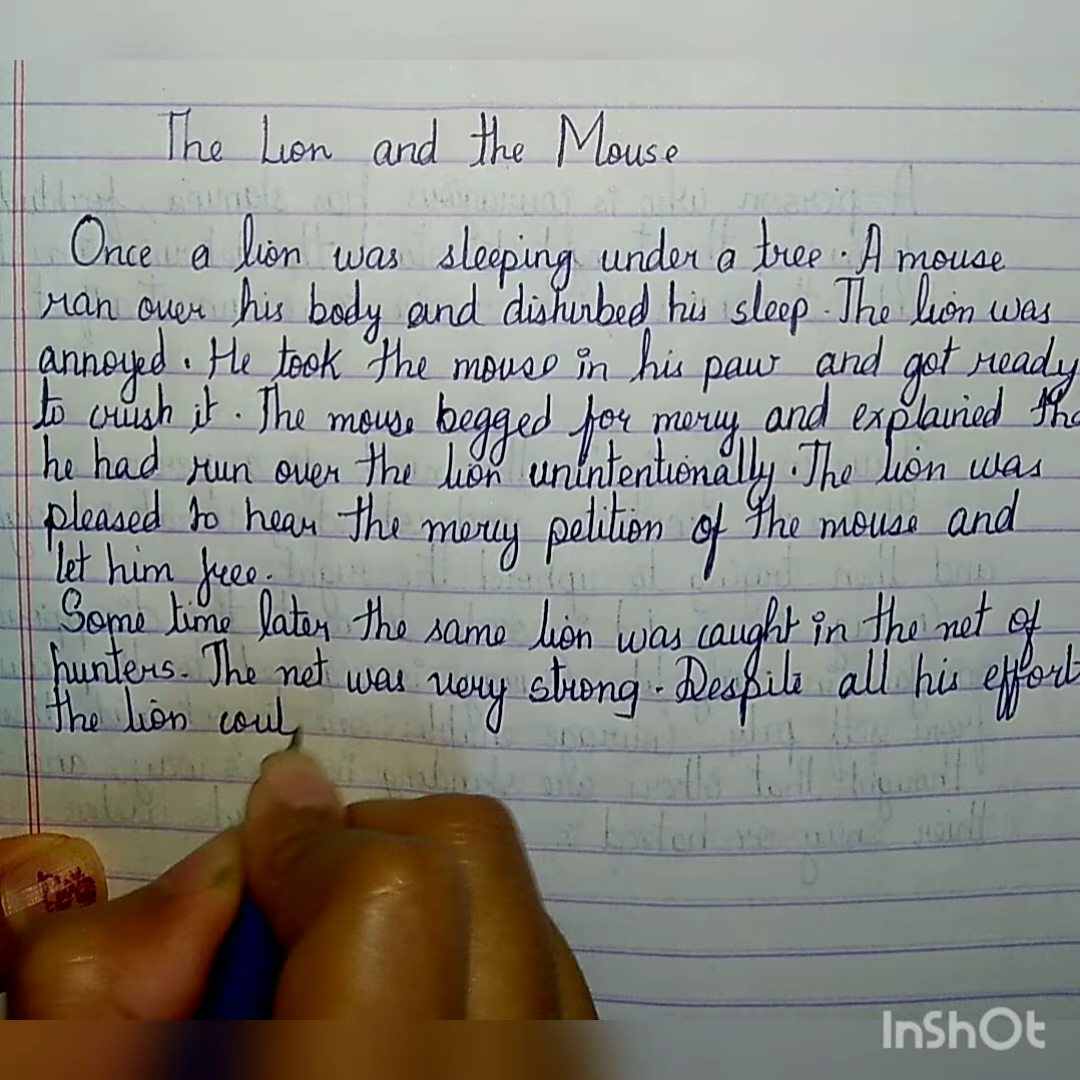 The Lion and the Mouse
Once a lion was sleeping under a tree. A mouse
ran over his body and disturbed his sleep. The lion was
annoyed. He took the mouse in his paw and got ready
to crush it. The mouse begged for mercy and explained tha
he had run over the lion unintentionally. The lion was
pleased to hear the mercy petition of the mouse and
let him free.
Some time later the same lion was caught in the net of
hunters. The net was very strong. Despite all his effort
the lion coul
InShOt